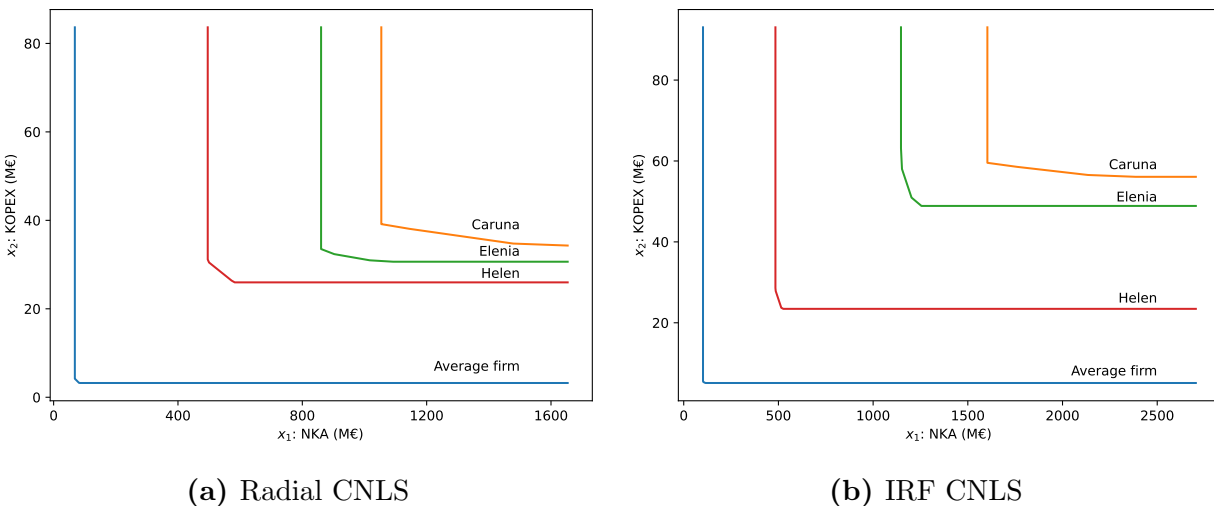 80
60
40
20
0
x₂: KOPEX (M€)
Caruna
Elenia
Helen
Average firm
0 400 800 1200 1600
x₁: NKA (M€)
(a) Radial CNLS
80
60
40
20
x₂: KOPEX (M€)
Caruna
Elenia
Helen
Average firm
0 500 1000 1500 2000 2500
x₁: NKA (M€)
(b) IRF CNLS